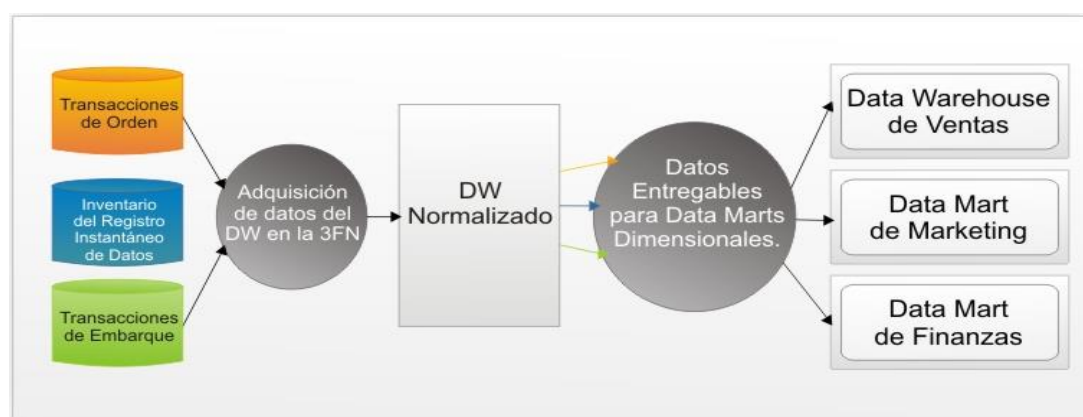 Transacciones
de Orden
Inventario
del Registro
Instantáneo
de Datos
Transacciones
de Embarque
Adquisición
de datos del
DW en la 3FN
DW
Normalizado
Datos
Entregables
para Data Marts
Dimensionales.
Data Warehouse
de Ventas
Data Mart
de Marketing
Data Mart
de Finanzas